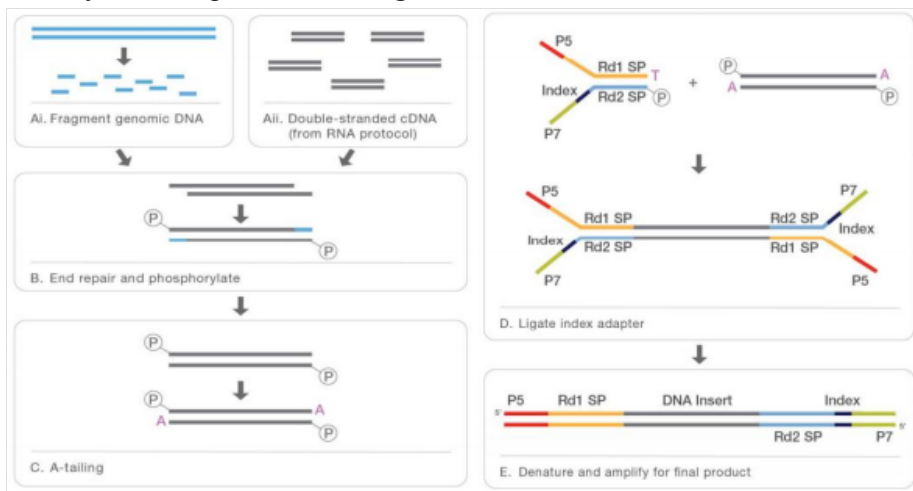 Ai. Fragment genomic DNA
Aii. Double-stranded cDNA
(from RNA protocol)
P
P
B. End repair and phosphorylate
P
P
P
A
A
P
C. A-tailing
P5
Rd1 SP
T
Index
Rd2 SP
P
P7
+
P
A
A
P
P5
P7
Rd1 SP
Rd2 SP
Index
Index
Rd2 SP
Rd1 SP
P7
P5
D. Ligate index adapter
P5
Rd1 SP
DNA Insert
Index
5'
5'
Rd2 SP
P7
E. Denature and amplify for final product